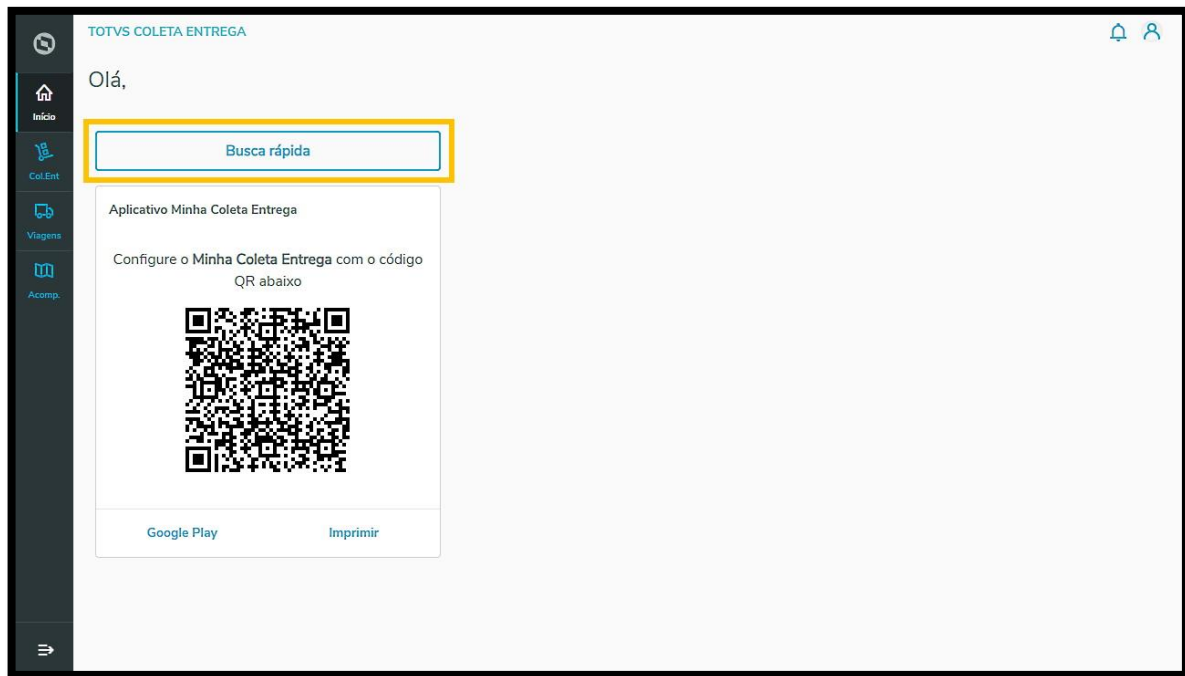 TOTVS COLETA ENTREGA
Olá,
Início
Col.Ent
Viagens
Acomp.
Busca rápida
Aplicativo Minha Coleta Entrega
Configure o Minha Coleta Entrega com o código
QR abaixo
Google Play
Imprimir